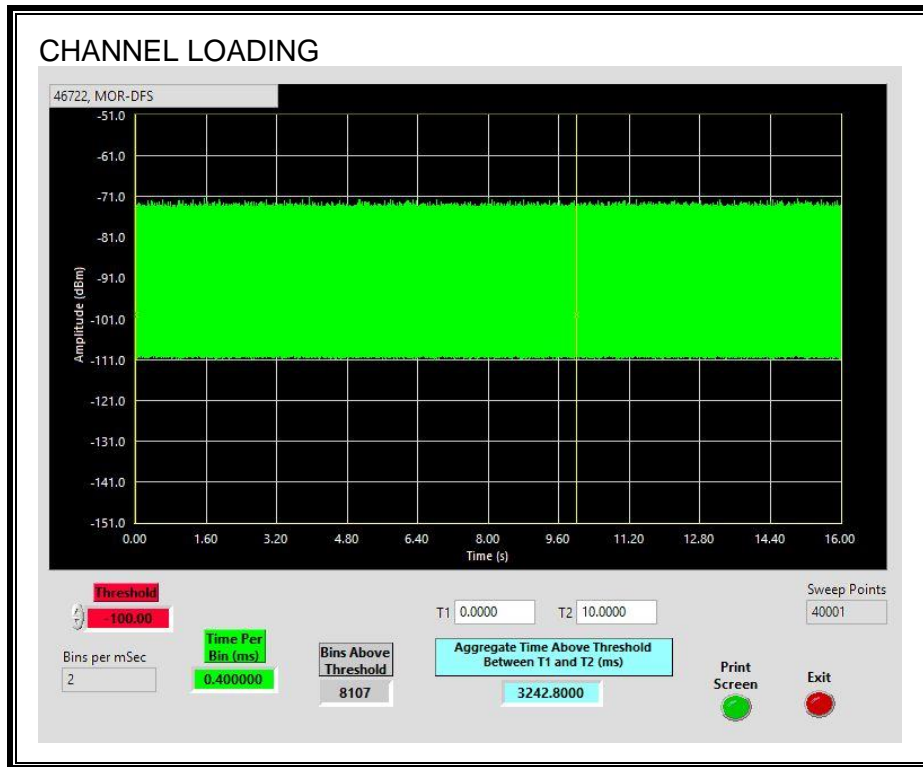 CHANNEL LOADING
46722, MOR-DFS
-51.0
-61.0
-71.0
-81.0
-91.0
-101.0
-111.0
-121.0
-131.0
-141.0
-151.0
Amplitude (dBm)
0.00 1.60 3.20 4.80 6.40 8.00 9.60 11.20 12.80 14.40 16.00
Time (s)
Threshold
-100.00
Bins per mSec
2
Time Per
Bin (ms)
0.400000
Bins Above
Threshold
8107
T1 0.0000 T2 10.0000
Aggregate Time Above Threshold
Between T1 and T2 (ms)
3242.8000
Sweep Points
40001
Print
Screen
Exit